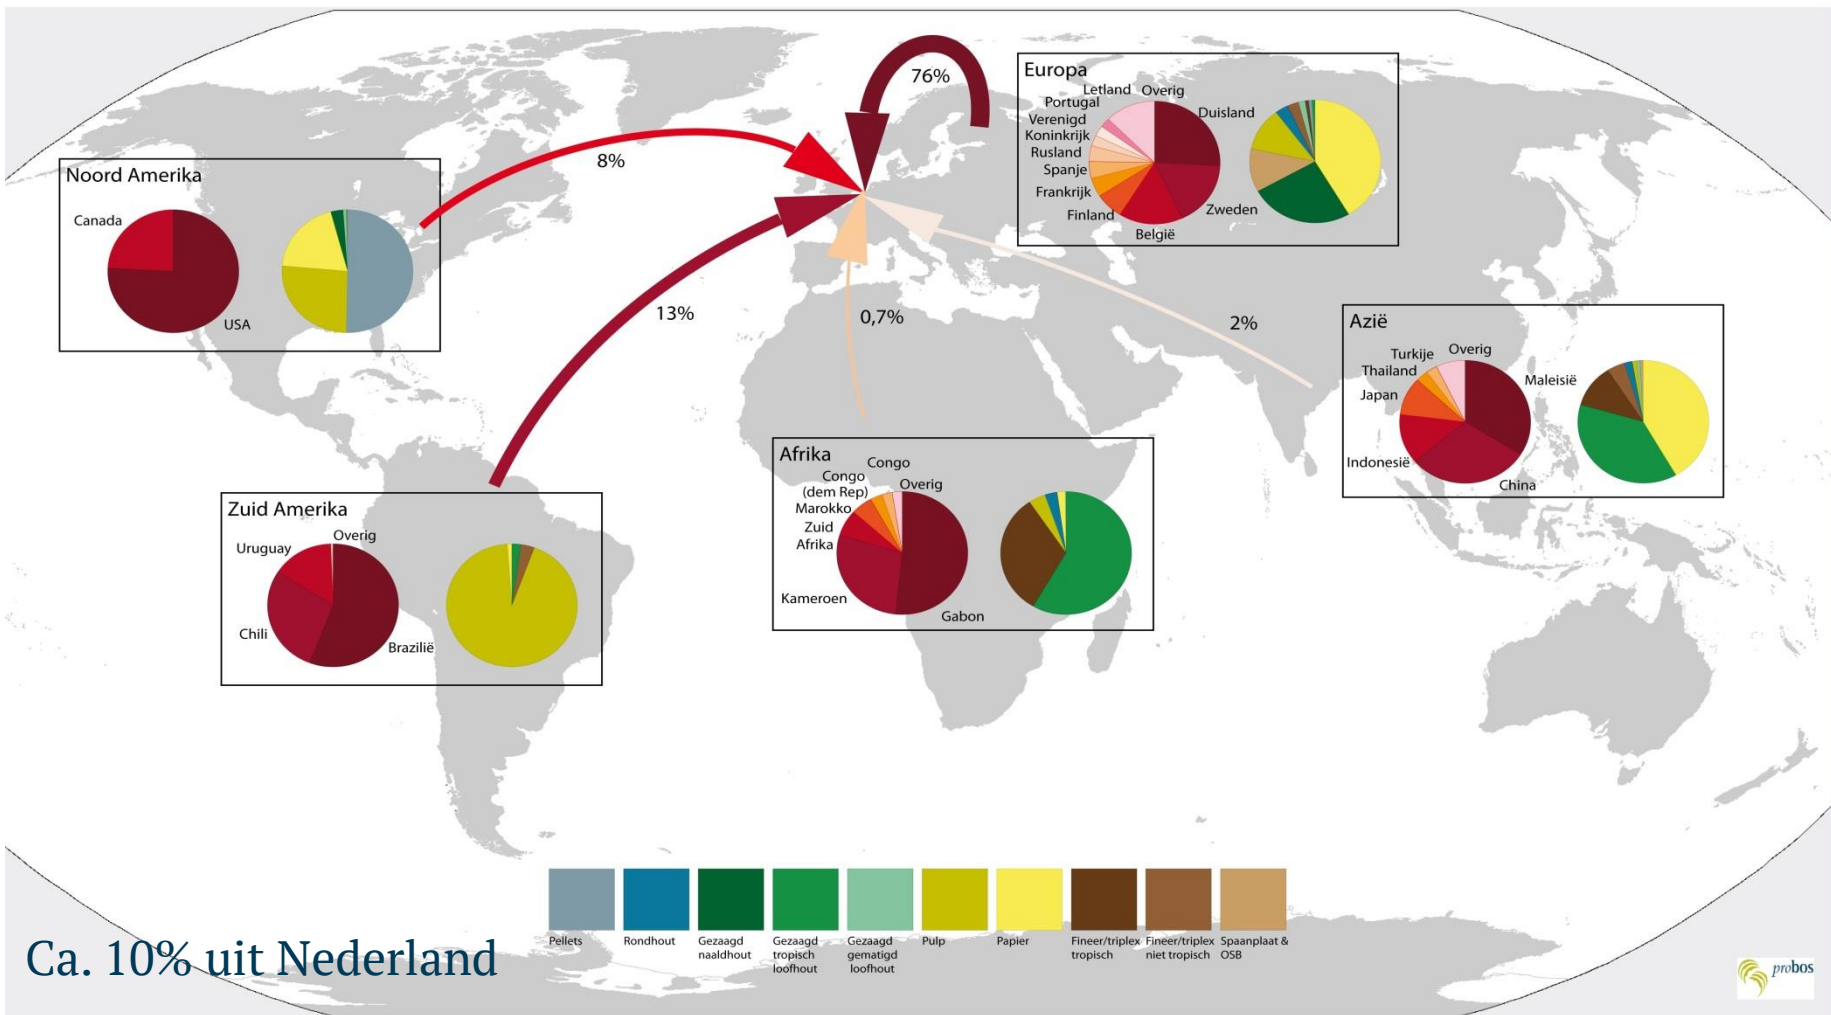 76%
8%
13%
0,7%
2%
Noord Amerika
Canada
USA
Europa
Letland
Overig
Portugal
Verenigd
Koninkrijk
Rusland
Spanje
Frankrijk
Finland
België
Zweden
Duisland
Azië
Turkije
Overig
Thailand
Japan
Indonesië
China
Maleisië
Afrika
Congo
Congo
(dem Rep)
Overig
Marokko
Zuid
Afrika
Kameroen
Gabon
Zuid Amerika
Overig
Uruguay
Chili
Brazilië
Pellets
Rondhout
Gezaagd
naaldhout
Gezaagd
tropisch
loofhout
Gezaagd
gematigd
loofhout
Pulp
Papier
Fineer/triplex
tropisch
Fineer/triplex
niet tropisch
Spaanplaat &
OSB
Ca. 10% uit Nederland
probos